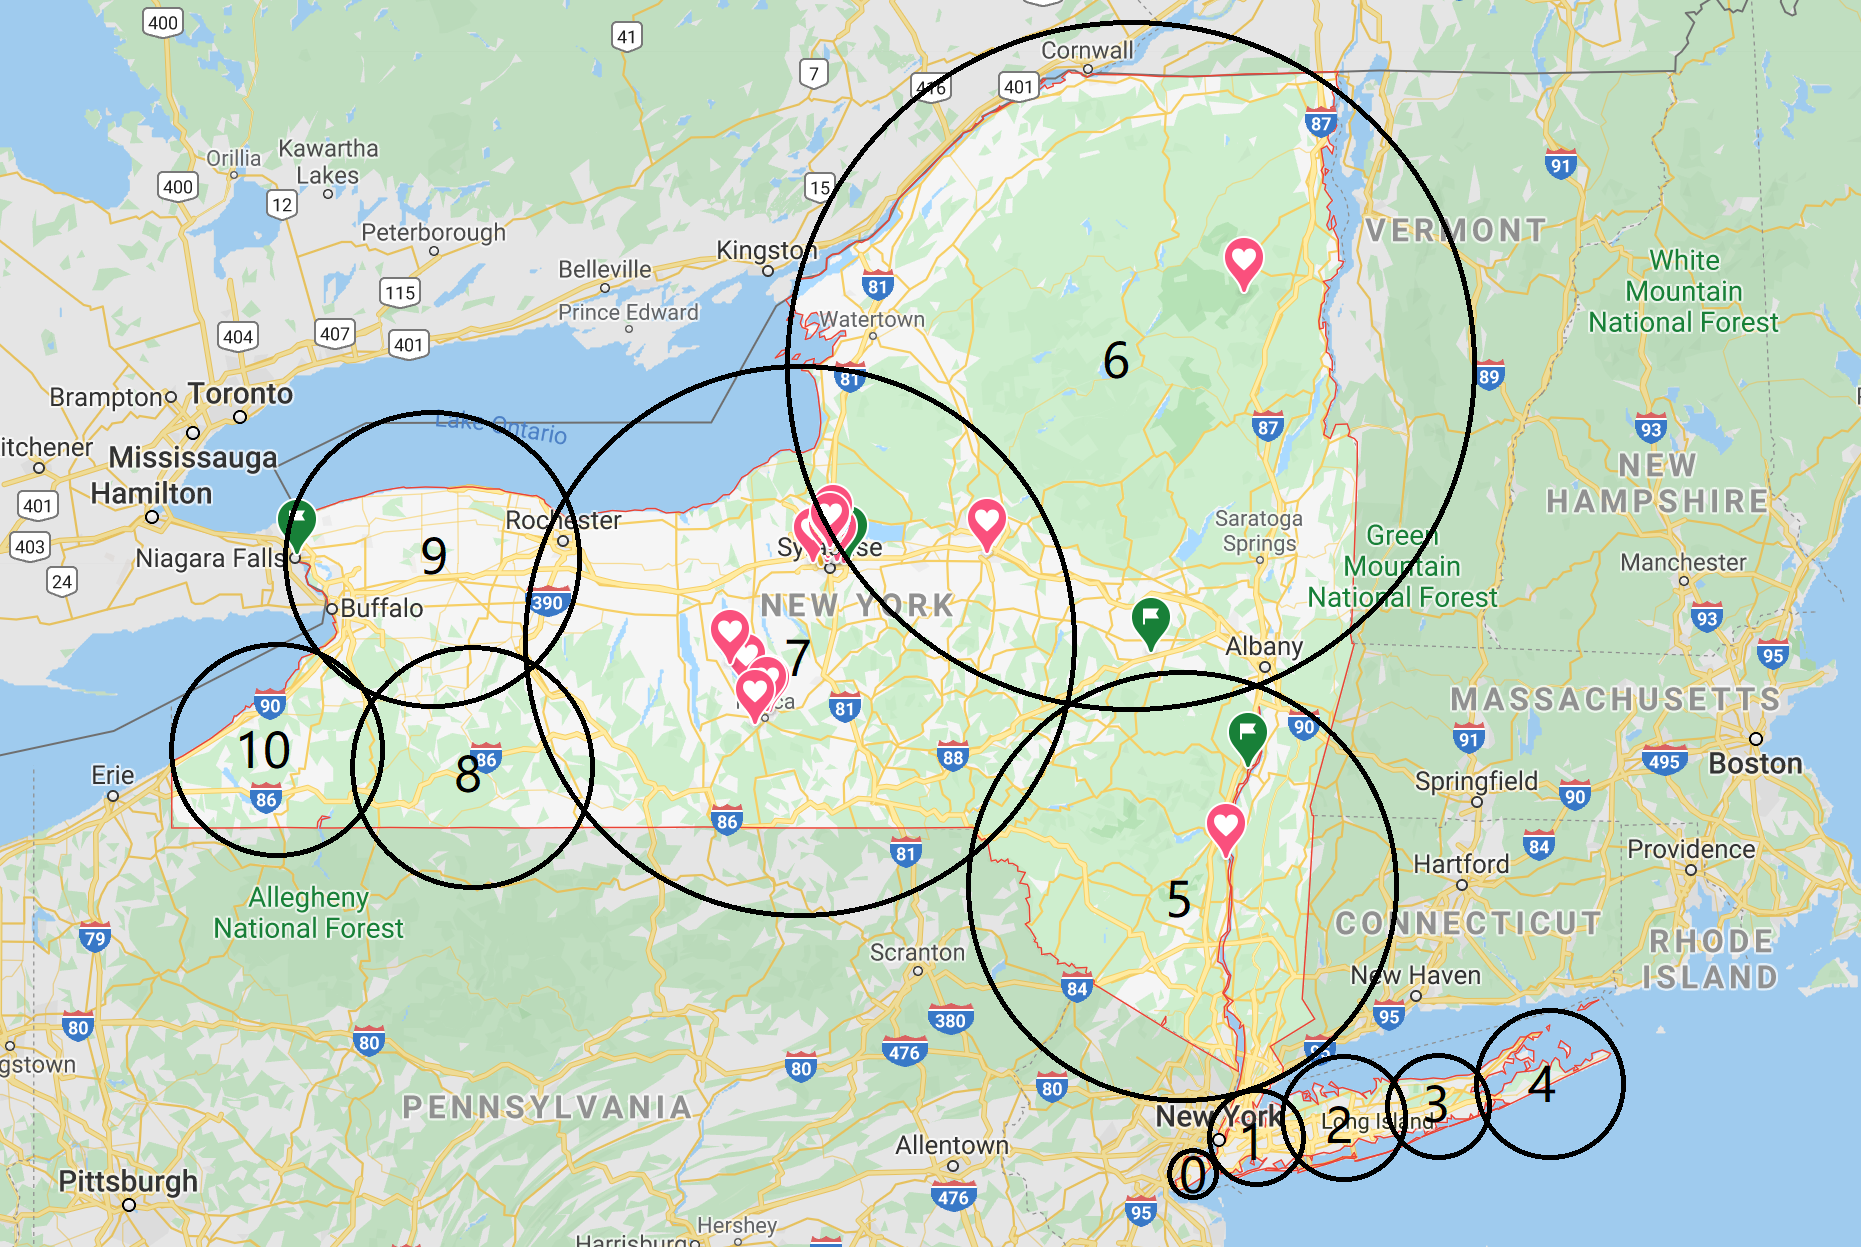 400
41
Cornwall
7
416
401
87
Orillia
Kawartha
Lakes
400
12
15
91
Peterborough
Kingston
81
VERMONT
Belleville
115
Prince Edward
Watertown
White
Mountain
National Forest
404
407
401
6
81
89
Brampton
Toronto
87
93
Lake Ontario
itchener
Mississauga
NEW
HAMPSHIRE
Hamilton
401
403
24
Niagara Falls
Rochester
9
Syracuse
Saratoga
Springs
Green
Mountain
National Forest
Manchester
390
NEW YORK
Buffalo
93
7
Albany
95
90
81
MASSACHUSETTS
90
91
10
86
8
88
495
Boston
Erie
86
86
Springfield
90
81
84
Hartford
Providence
Allegheny
National Forest
5
CONNECTICUT
79
RHODE
ISLAND
Scranton
84
New Haven
80
80
380
95
476
gstown
80
80
95
PENNSYLVANIA
New York
1
2
Long Island
3
4
Allentown
0
Pittsburgh
476
95
Hershey
Harrisburg